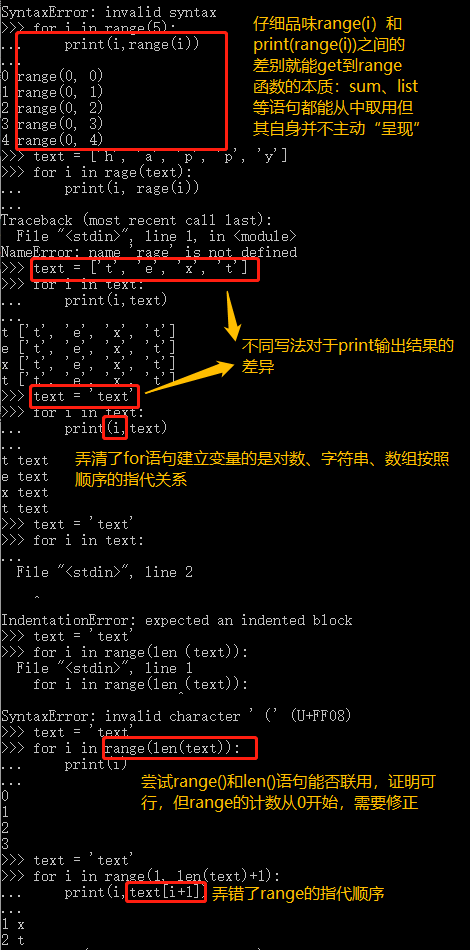 SyntaxError: invalid syntax
>>> for i in range(5):
...     print(i,range(i))
...
0 range(0, 0)
1 range(0, 1)
2 range(0, 2)
3 range(0, 3)
4 range(0, 4)
仔细品味range(i) 和
print(range(i))之间的
差别就能get到range
函数的本质：sum、list
等语句都能从中取用但
其自身并不主动“呈现”
>>> text = ['h', 'a', 'p', 'p', 'y']
>>> for i in rage(text):
...     print(i, rage(i))
...
Traceback (most recent call last):
  File "<stdin>", line 1, in <module>
NameError: name 'rage' is not defined
>>> text = ['t', 'e', 'x', 't']
>>> for i in text:
...     print(i,text)
...
t ['t', 'e', 'x', 't']
e ['t', 'e', 'x', 't']
x ['t', 'e', 'x', 't']
t ['t', 'e', 'x', 't']
不同写法对于print输出结果的
差异
>>> text = 'text'
>>> for i in text:
...     print(i,text)
...
t text
e text
x text
t text
弄清了for语句建立变量的是对数、字符串、数组按照
顺序的指代关系
>>> text = 'text'
>>> for i in text:
...
  File "<stdin>", line 2

    ^
IndentationError: expected an indented block
>>> text = 'text'
>>> for i in range(len（text)):
  File "<stdin>", line 1
    for i in range(len（text)):
                      ^
SyntaxError: invalid character '（' (U+FF08)
>>> text = 'text'
>>> for i in range(len(text)):
...     print(i)
...
0
1
2
3
尝试range()和len()语句能否联用，证明可
行，但range的计数从0开始，需要修正
>>> text = 'text'
>>> for i in range(1, len(text)+1):
...     print(i,text[i+1])
...
弄错了range的指代顺序
1 x
2 t